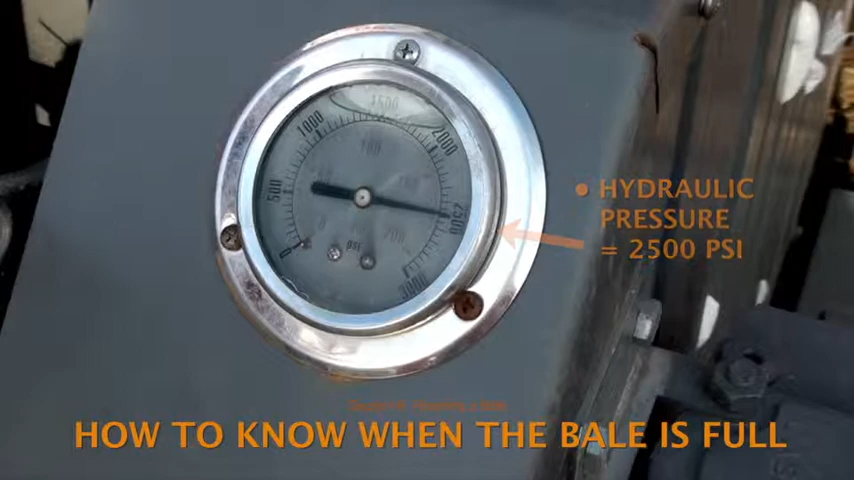 1500
1000
2000
500
2500
0
3000
PSI
• HYDRAULIC
PRESSURE
= 2500 PSI
HOW TO KNOW WHEN THE BALE IS FULL